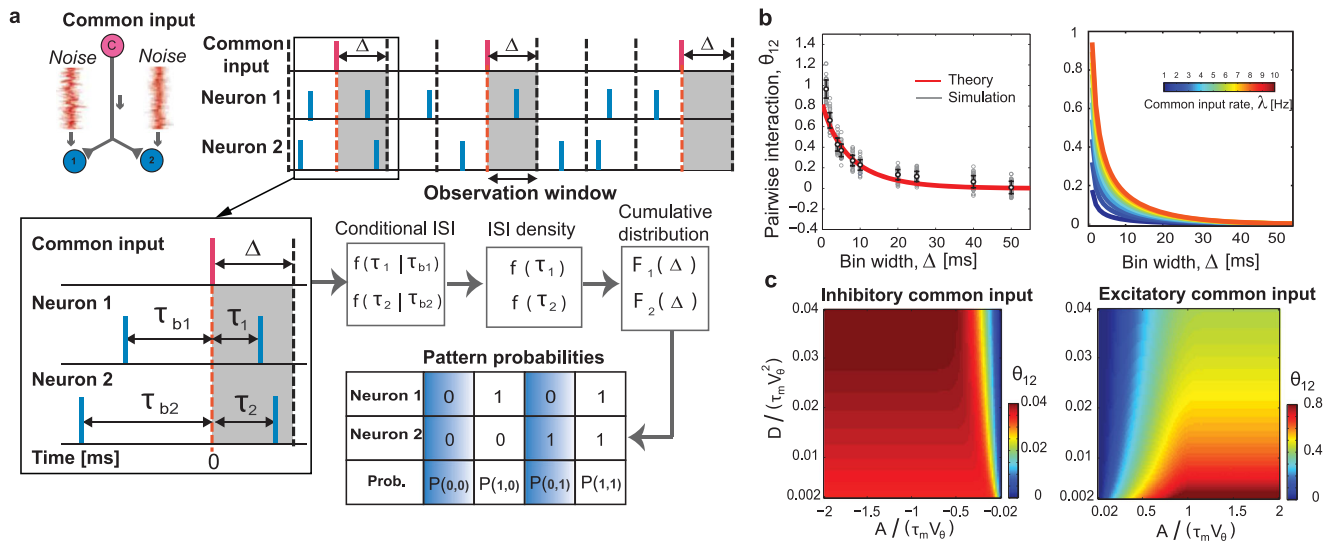 a
Common input
C
Noise
Noise
1
2
Common
input
Δ
Δ
Δ
Neuron 1
Neuron 2
Observation window
Common input
Δ
Neuron 1
τb1
τ1
Neuron 2
τb2
τ2
Time [ms]
0
Conditional ISI
f(τ1 |τb1)
f(τ2 |τb2)
ISI density
f (τ1)
f (τ2)
Cumulative
distribution
F1(Δ)
F2(Δ)
Pattern probabilities
Neuron 1 0 1 0 1
Neuron 2 0 0 1 1
Prob. P(0,0) P(1,0) P(0,1) P(1,1)
b
Pairwise interaction, θ12
1.4
1.2
1
0.8
0.6
0.4
0.2
0
−0.2
−0.4
Theory
Simulation
0 10 20 30 40 50
Bin width, Δ [ms]
1
0.8
0.6
0.4
0.2
0
1 2 3 4 5 6 7 8 9 10
Common input rate, λ̂ [Hz]
0 10 20 30 40 50
Bin width, Δ [ms]
c
Inhibitory common input
D / (τmVθ²)
0.04
0.03
0.02
0.01
0.002
−2 −1.5 −1 −0.5 −0.02
A / (τmVθ)
θ12
0.04
0.02
0
Excitatory common input
0.04
0.03
0.02
0.01
0.002
0.02 0.5 1 1.5 2
A / (τmVθ)
θ12
0.8
0.6
0.4
0.2
0